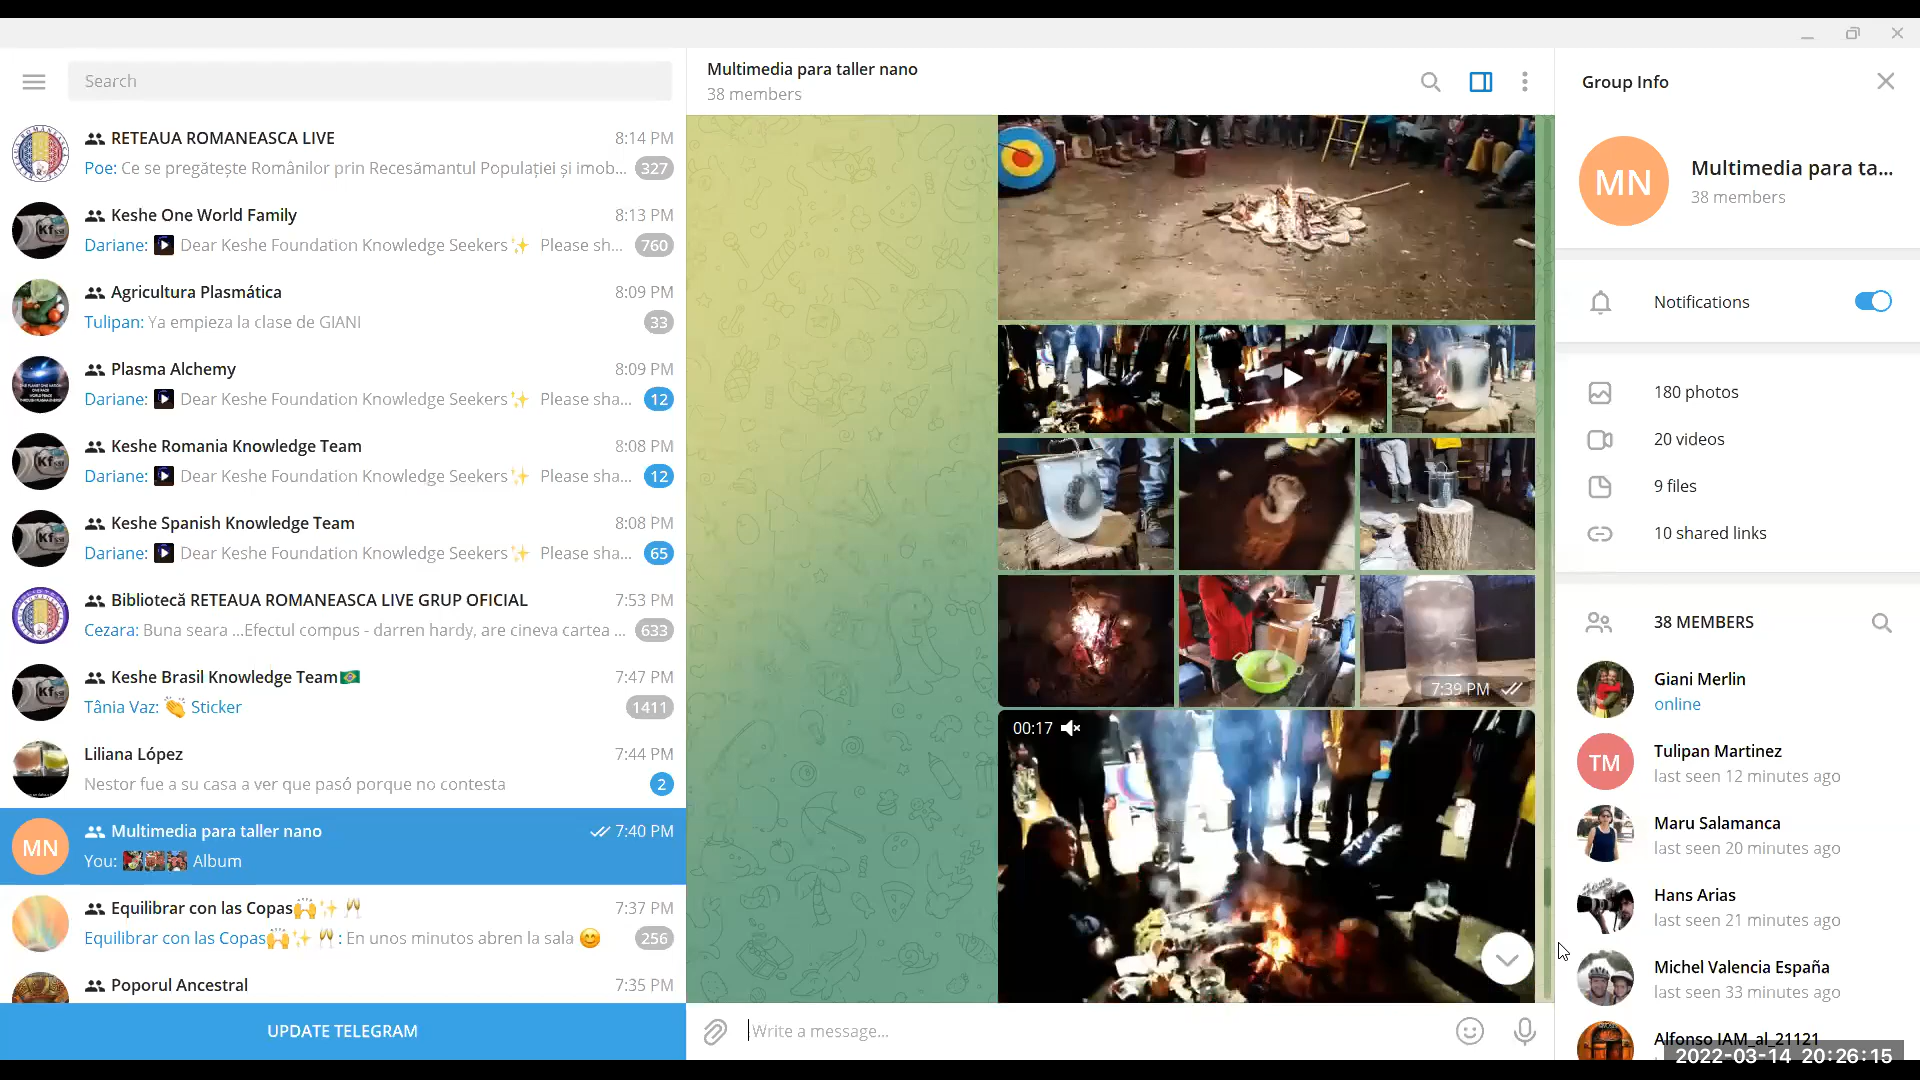 Search
RETEAUA ROMANEASCA LIVE 8:14 PM
Poe: Ce se pregătește Românilor prin Recesămantul Populației și imob... 327
Keshe One World Family 8:13 PM
Dariane: Dear Keshe Foundation Knowledge Seekers✨ Please sh... 760
Agricultura Plasmática 8:09 PM
Tulipan: Ya empieza la clase de GIANI 33
Plasma Alchemy 8:09 PM
Dariane: Dear Keshe Foundation Knowledge Seekers✨ Please sha... 12
Keshe Romania Knowledge Team 8:08 PM
Dariane: Dear Keshe Foundation Knowledge Seekers✨ Please sha... 12
Keshe Spanish Knowledge Team 8:08 PM
Dariane: Dear Keshe Foundation Knowledge Seekers✨ Please sha... 65
Bibliotecă RETEAUA ROMANEASCA LIVE GRUP OFICIAL 7:53 PM
Cezara: Buna seara ...Efectul compus - darren hardy, are cineva cartea ... 633
Keshe Brasil Knowledge Team🇧🇷 7:47 PM
Tânia Vaz: 👏 Sticker 1411
Liliana López 7:44 PM
Nestor fue a su casa a ver que pasó porque no contesta 2
MN Multimedia para taller nano 7:40 PM
You: Album
Equilibrar con las Copas🙌✨🥂 7:37 PM
Equilibrar con las Copas🙌✨🥂: En unos minutos abren la sala 😊 256
Poporul Ancestral 7:35 PM
UPDATE TELEGRAM
Multimedia para taller nano
38 members
7:39 PM
00:17
Write a message...
Group Info
MN
Multimedia para ta...
38 members
Notifications
180 photos
20 videos
9 files
10 shared links
38 MEMBERS
Giani Merlin
online
TM
Tulipan Martinez
last seen 12 minutes ago
Maru Salamanca
last seen 20 minutes ago
Hans Arias
last seen 21 minutes ago
Michel Valencia España
last seen 33 minutes ago
Alfonso IAM_al_21121
2022-03-14 20:26:15